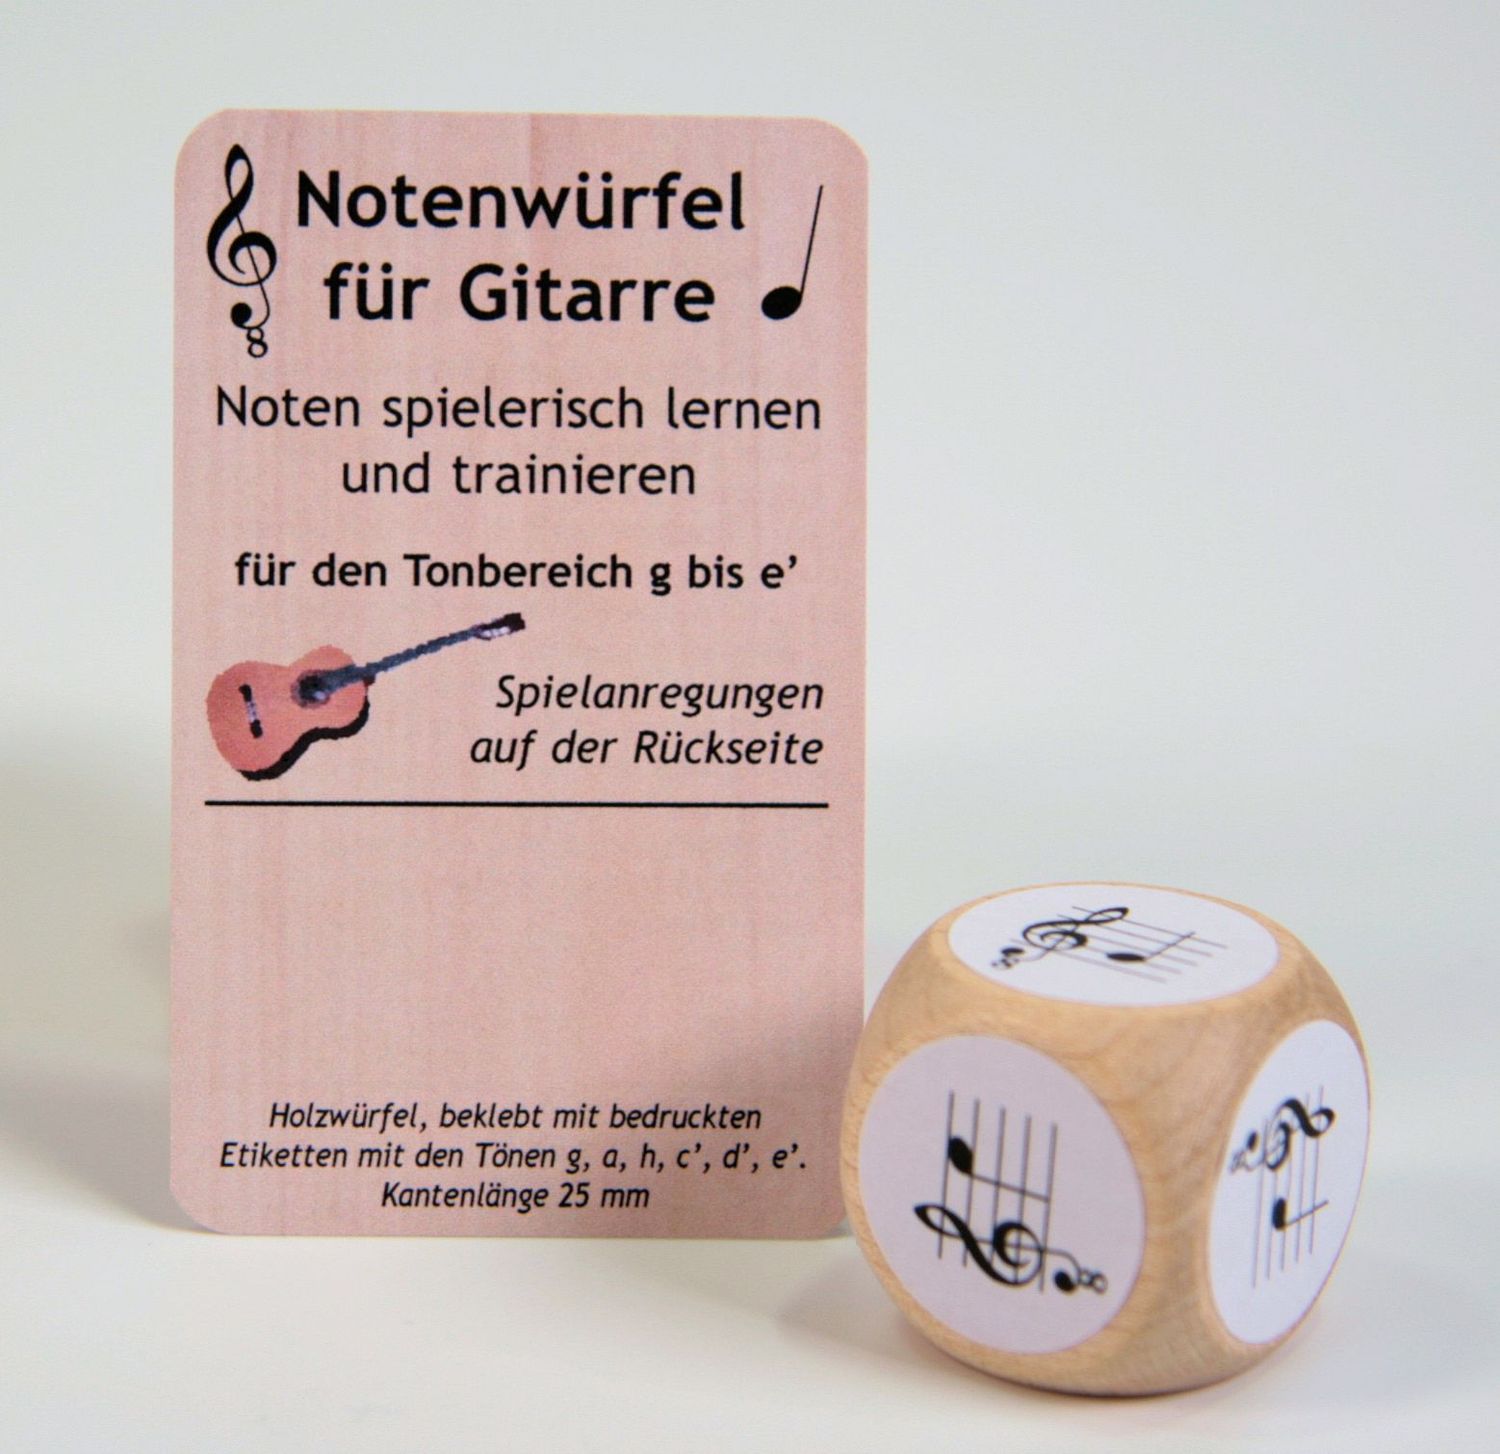 Notenwürfel
für Gitarre
Noten spielerisch lernen
und trainieren
für den Tonbereich g bis e’
Spielanregungen
auf der Rückseite
Holzwürfel, beklebt mit bedruckten
Etiketten mit den Tönen g, a, h, c’, d’, e’.
Kantenlänge 25 mm